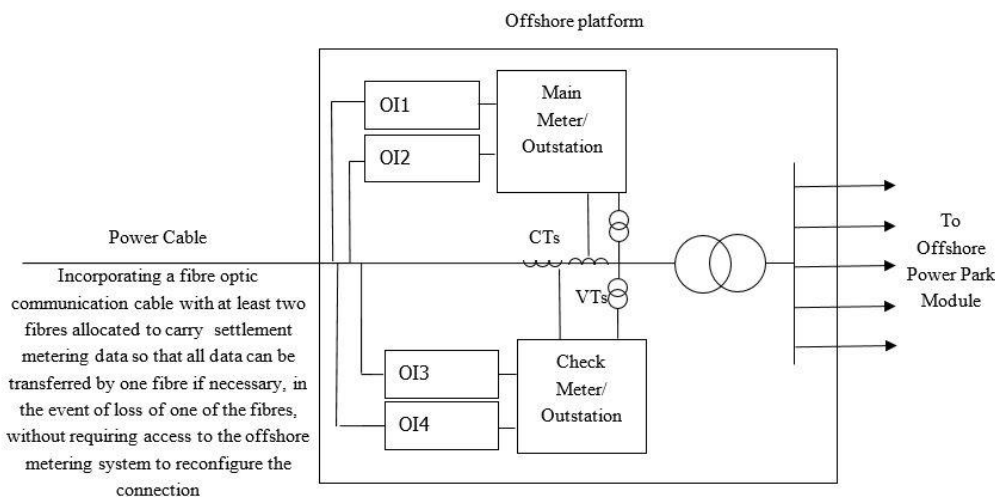 Offshore platform
OI1
OI2
Main
Meter/
Outstation
Power Cable
CTs
VTs
To
Offshore
Power Park
Module
Incorporating a fibre optic
communication cable with at least two
fibres allocated to carry settlement
metering data so that all data can be
transferred by one fibre if necessary, in
the event of loss of one of the fibres,
without requiring access to the offshore
metering system to reconfigure the
connection
OI3
OI4
Check
Meter/
Outstation